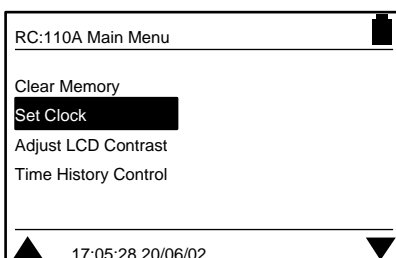 RC:110A Main Menu
Clear Memory
Set Clock
Adjust LCD Contrast
Time History Control
17:05:28 20/06/02